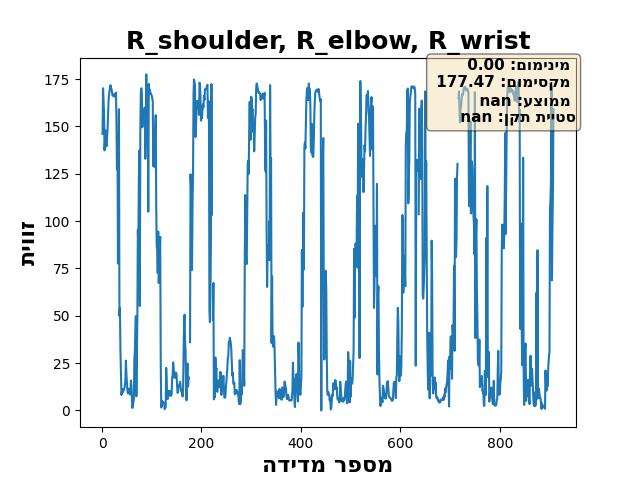 R_shoulder, R_elbow, R_wrist
מינימום: 0.00
מקסימום: 177.47
ממוצע: nan
סטיית תקן: nan
175
150
125
100
75
50
25
0
זווית
0 200 400 600 800
מספר מדידה